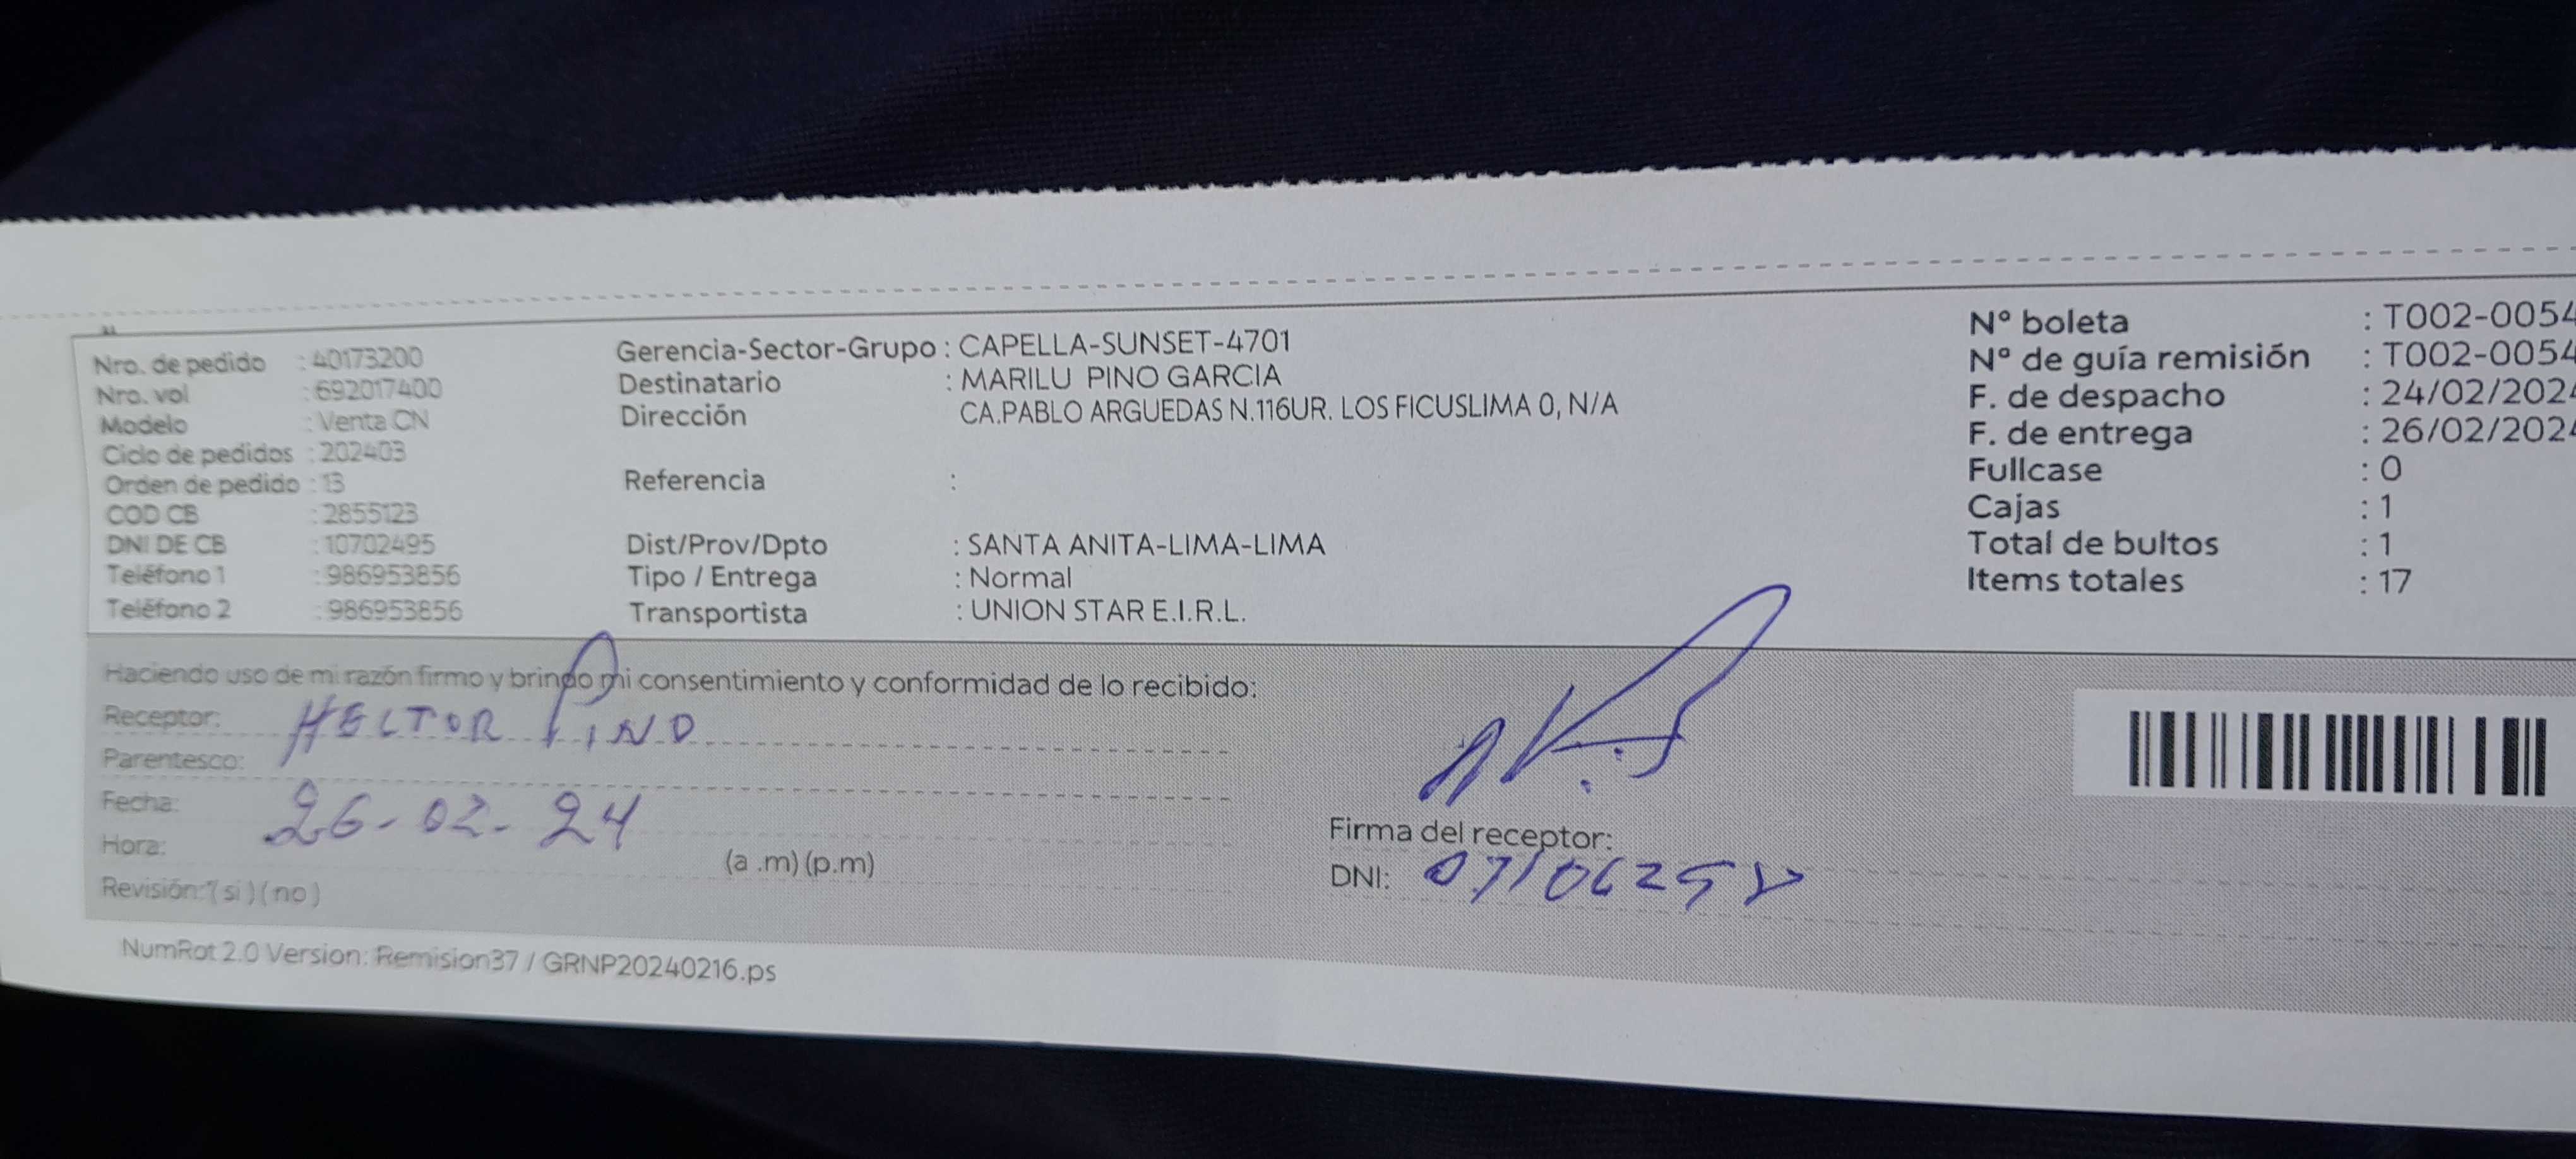 Nro. de pedido : 40173200
Nro. vol : 692017400
Modelo : Venta CN
Ciclo de pedidos : 202403
Orden de pedido : 13
COD CB : 2855123
DNI DE CB : 10702495
Teléfono 1 : 986953856
Teléfono 2 : 986953856
Gerencia-Sector-Grupo : CAPELLA-SUNSET-4701
Destinatario : MARILU PINO GARCIA
Dirección CA.PABLO ARGUEDAS N.116UR. LOS FICUSLIMA 0, N/A
Referencia :
Dist/Prov/Dpto : SANTA ANITA-LIMA-LIMA
Tipo / Entrega : Normal
Transportista : UNION STAR E.I.R.L.
Nº boleta : T002-0054
Nº de guía remisión : T002-0054
F. de despacho : 24/02/2024
F. de entrega : 26/02/2024
Fullcase : 0
Cajas : 1
Total de bultos : 1
Items totales : 17
Haciendo uso de mi razón firmo y brindo mi consentimiento y conformidad de lo recibido:
Receptor: HECTOR PINO
Parentesco:
Fecha: 26-02-24
Hora: (a .m) (p.m)
Revisión: ( si ) ( no )
Firma del receptor:
DNI:
NumRot 2.0 Version: Remision37 / GRNP20240216.ps